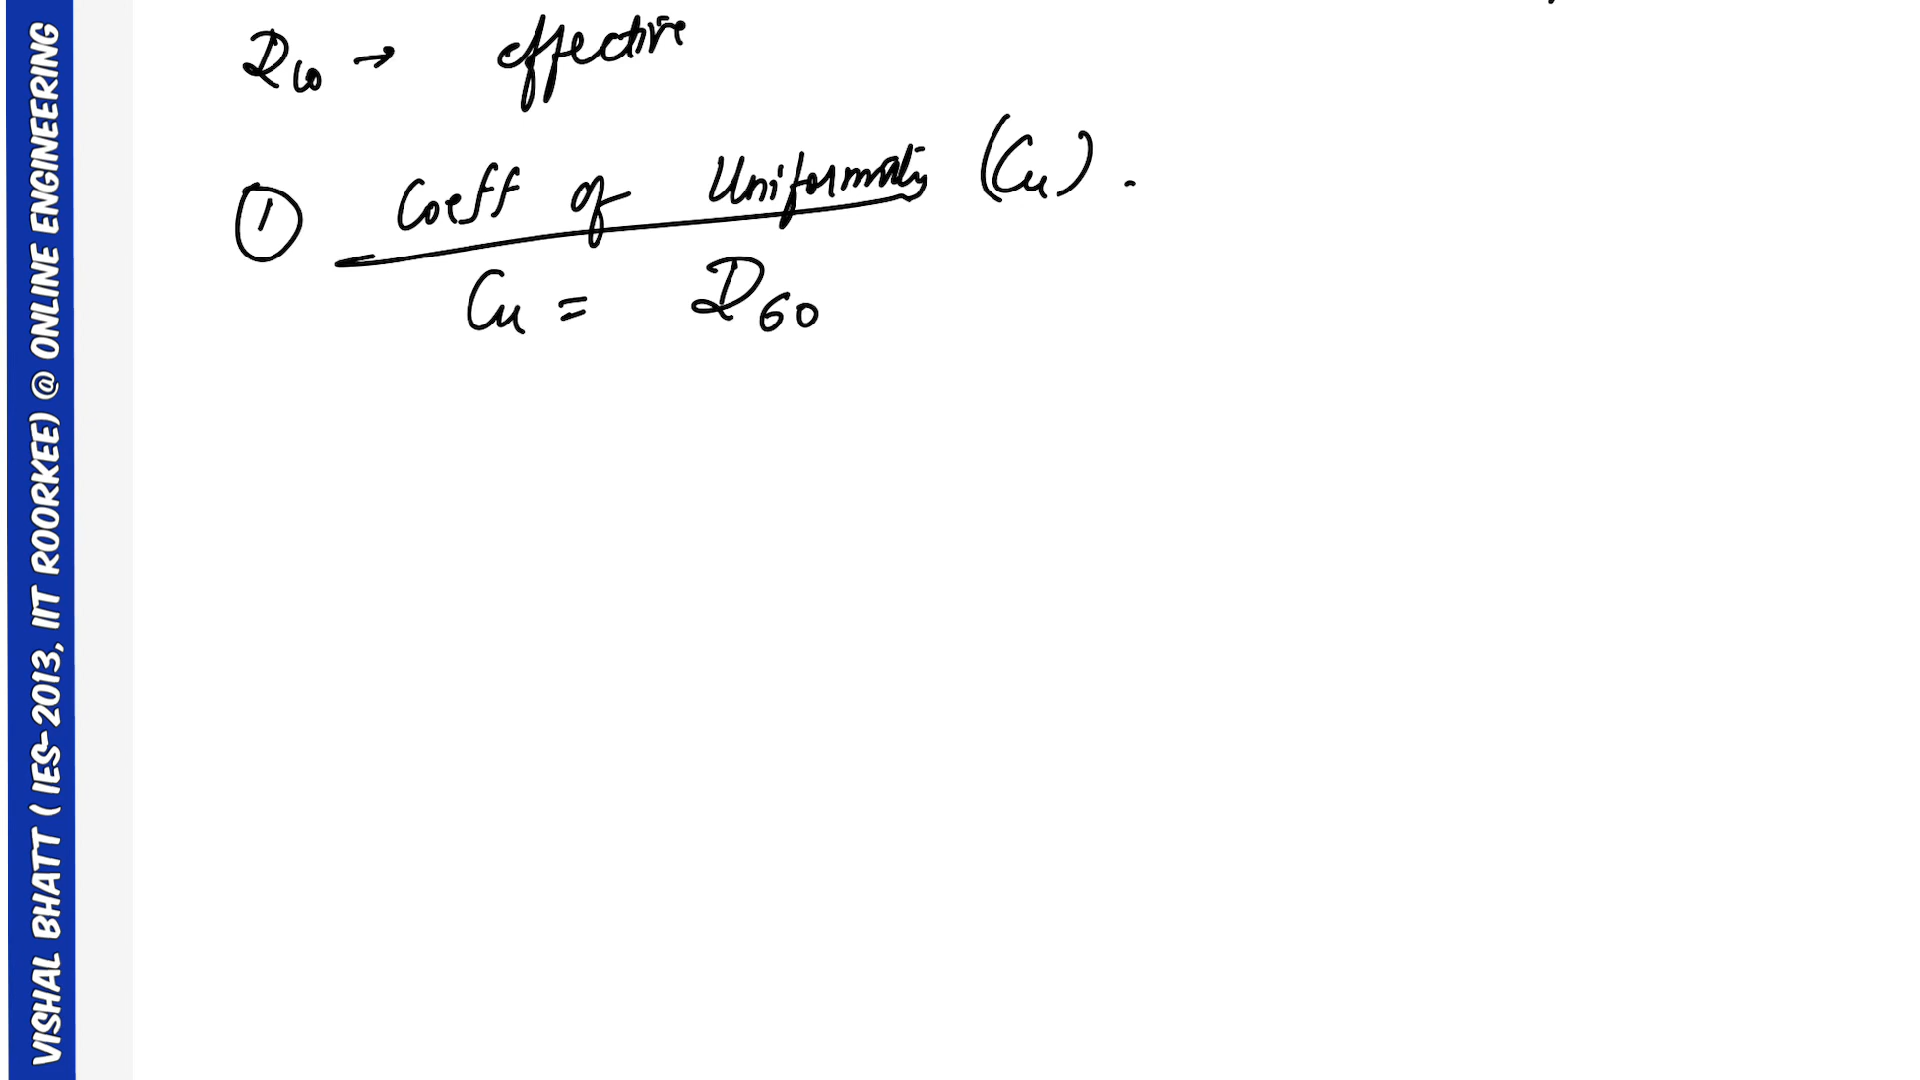 D10 → effective
① Coeff of Uniformity (Cu).
Cu = D60
VISHAL BHATT ( IES-2013, IIT ROORKEE) @ ONLINE ENGINEERING